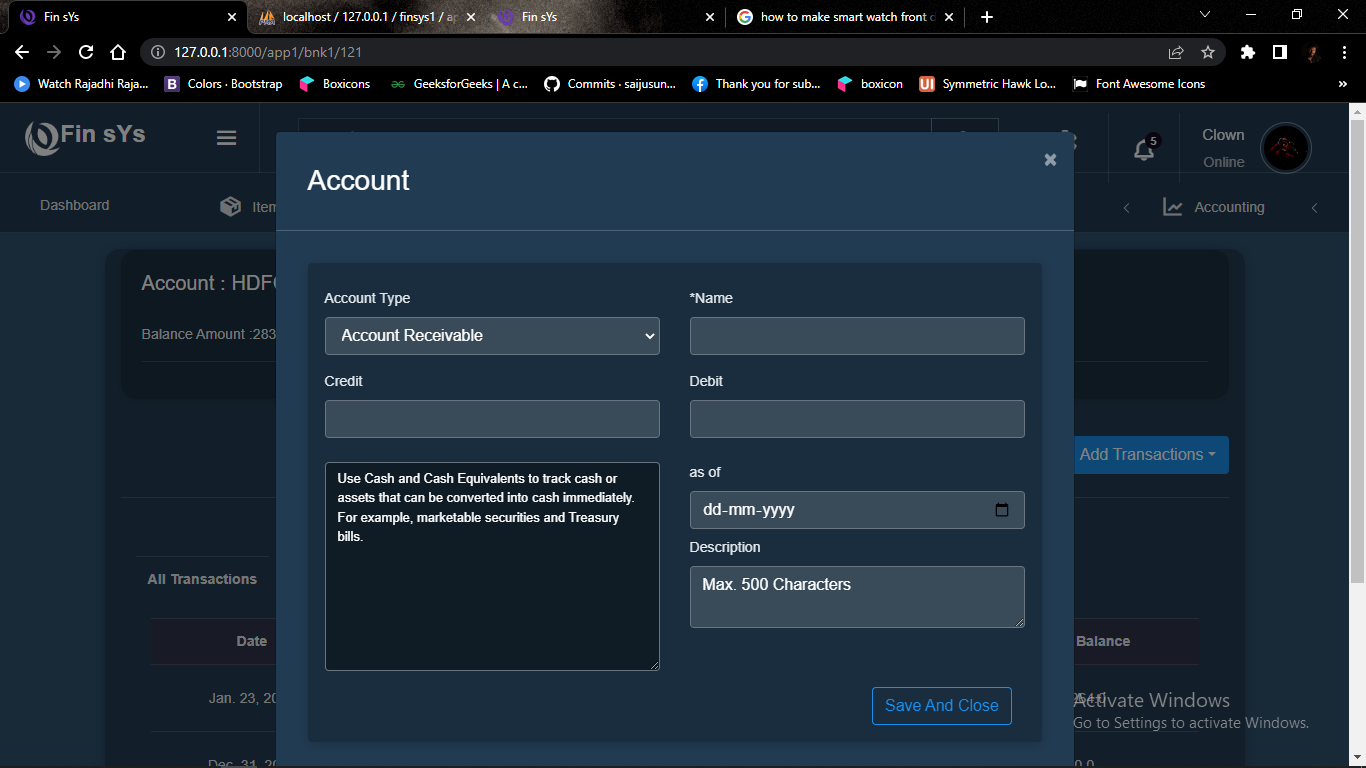 Fin sYs
localhost / 127.0.0.1 / finsys1 / ap
Fin sYs
how to make smart watch front d
127.0.0.1:8000/app1/bnk1/121
Watch Rajadhi Raja...
Colors · Bootstrap
Boxicons
GeeksforGeeks | A c...
Commits · saijusun...
Thank you for sub...
boxicon
Symmetric Hawk Lo...
Font Awesome Icons
»
Fin sYs
5
Clown
Online
Dashboard
Item
Accounting
Account
Account : HDF
Balance Amount :283
Account Type
*Name
Account Receivable
Credit
Debit
Add Transactions
Use Cash and Cash Equivalents to track cash or
assets that can be converted into cash immediately.
For example, marketable securities and Treasury
bills.
as of
dd-mm-yyyy
Description
Max. 500 Characters
All Transactions
Date
Balance
Jan. 23, 20
Save And Close
Activate Windows
Go to Settings to activate Windows.
Dec. 31, 20
0.0